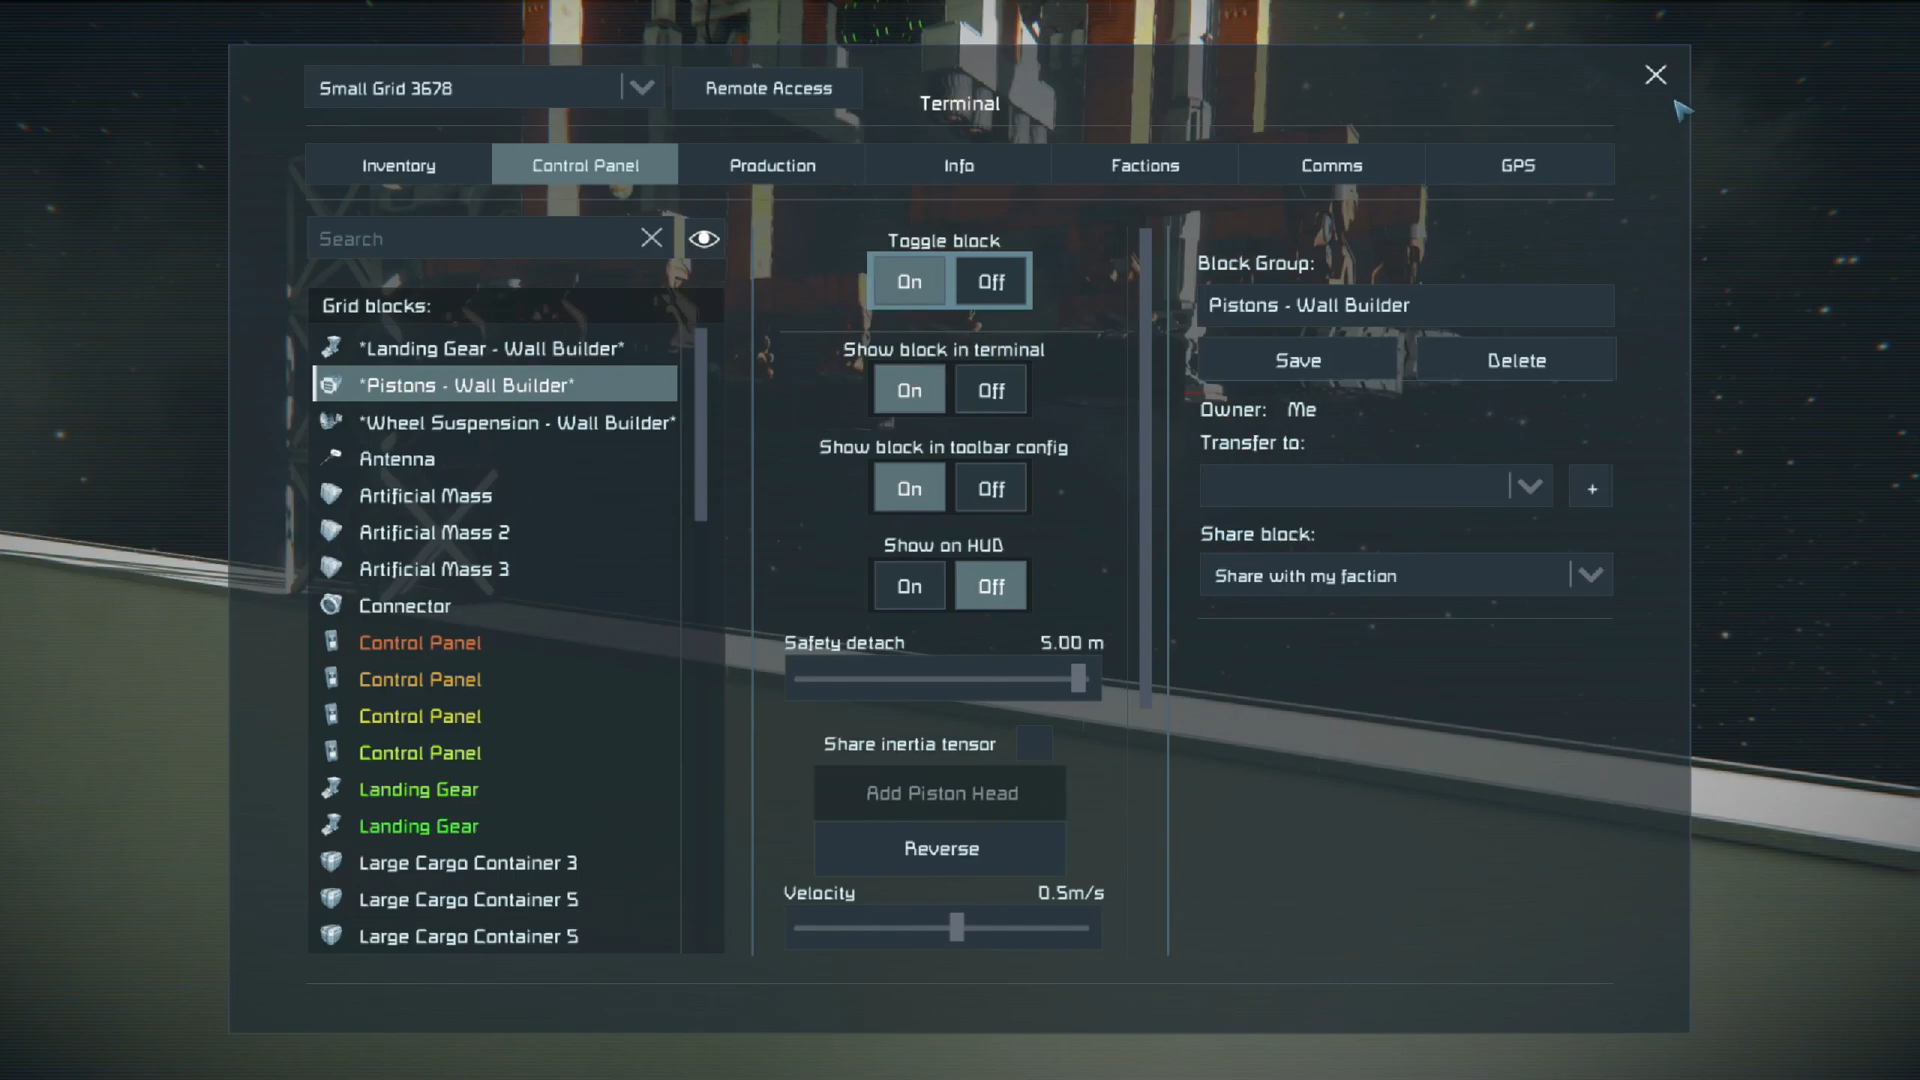 Small Grid 3678
Remote Access
Terminal
Inventory
Control Panel
Production
Info
Factions
Comms
GPS
Search
Grid blocks:
*Landing Gear - Wall Builder*
*Pistons - Wall Builder*
*Wheel Suspension - Wall Builder*
Antenna
Artificial Mass
Artificial Mass 2
Artificial Mass 3
Connector
Control Panel
Control Panel
Control Panel
Control Panel
Landing Gear
Landing Gear
Large Cargo Container 3
Large Cargo Container 5
Large Cargo Container 5
Toggle block
On Off
Show block in terminal
On Off
Show block in toolbar config
On Off
Show on HUD
On Off
Safety detach 5.00 m
Share inertia tensor
Add Piston Head
Reverse
Velocity 0.5m/s
Block Group:
Pistons - Wall Builder
Save Delete
Owner: Me
Transfer to:
+
Share block:
Share with my faction